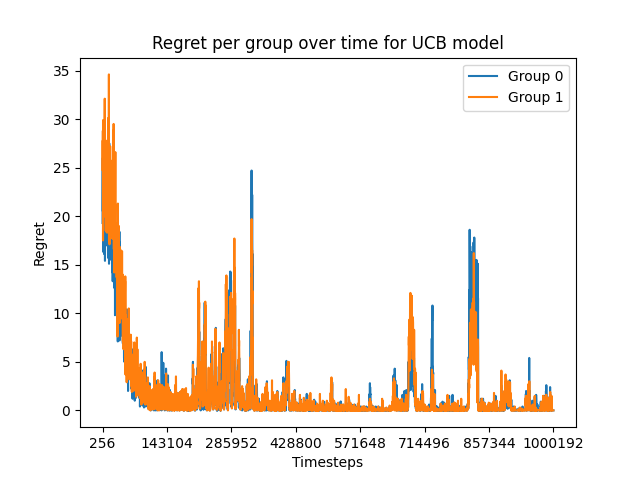 Regret per group over time for UCB model
Group 0
Group 1
35
30
25
20
15
10
5
0
Regret
256 143104 285952 428800 571648 714496 857344 1000192
Timesteps